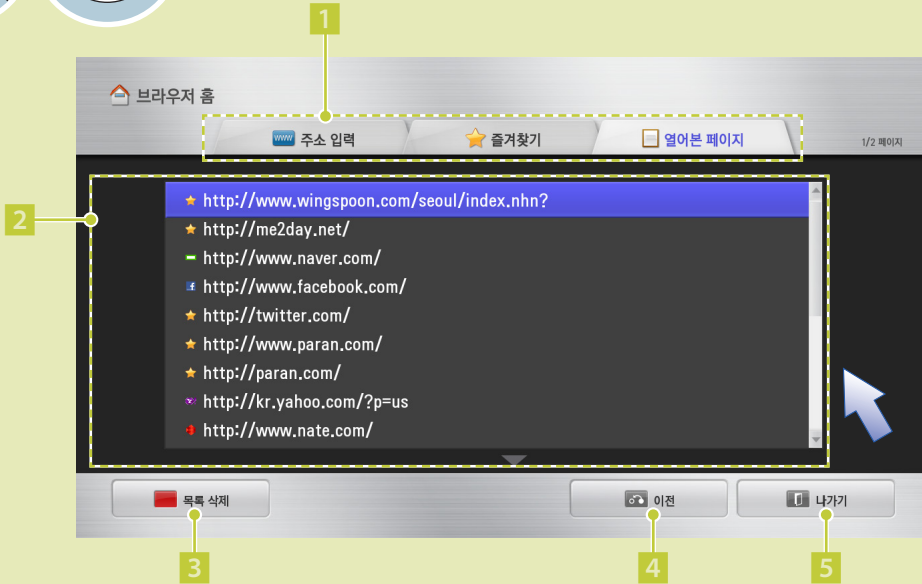 1
브라우저 홈
주소 입력
즐겨찾기
열어본 페이지
1/2 페이지
2
http://www.wingspoon.com/seoul/index.nhn?
http://me2day.net/
http://www.naver.com/
http://www.facebook.com/
http://twitter.com/
http://www.paran.com/
http://paran.com/
http://kr.yahoo.com/?p=us
http://www.nate.com/
목록 삭제
이전
나가기
3
4
5